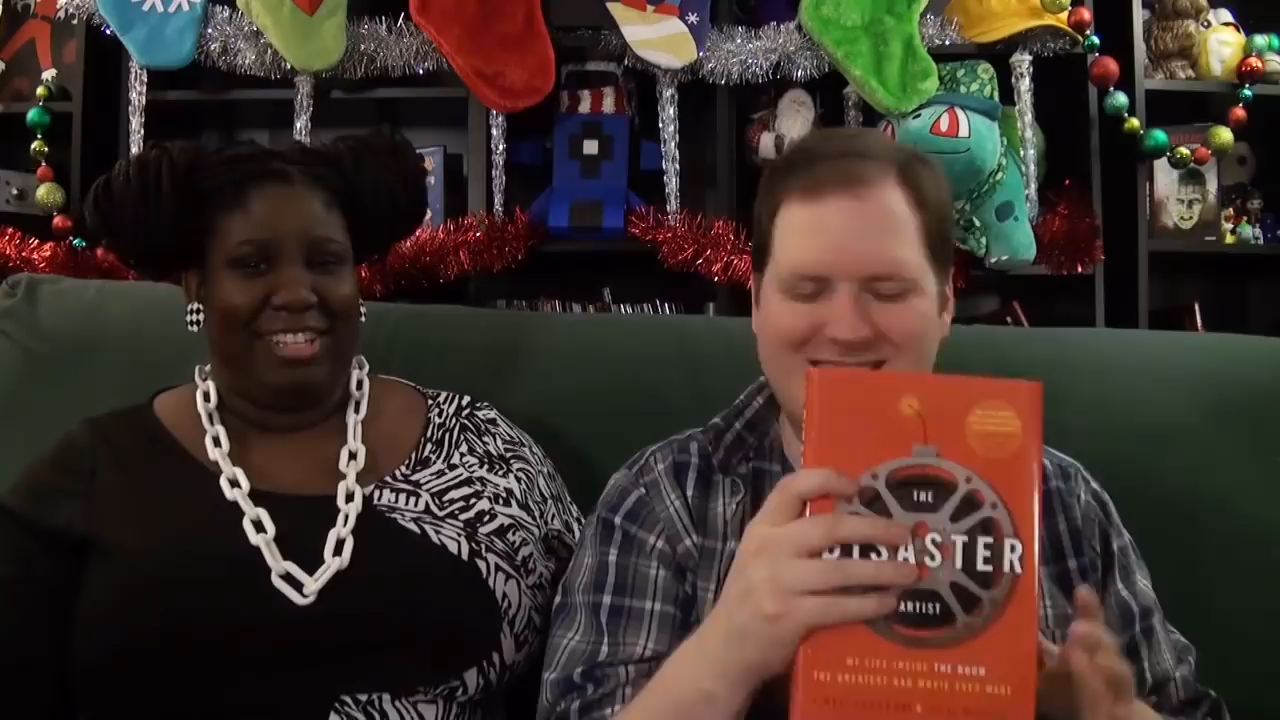 THE
DISASTER
ARTIST
MY LIFE INSIDE THE ROOM
THE GREATEST BAD MOVIE EVER MADE